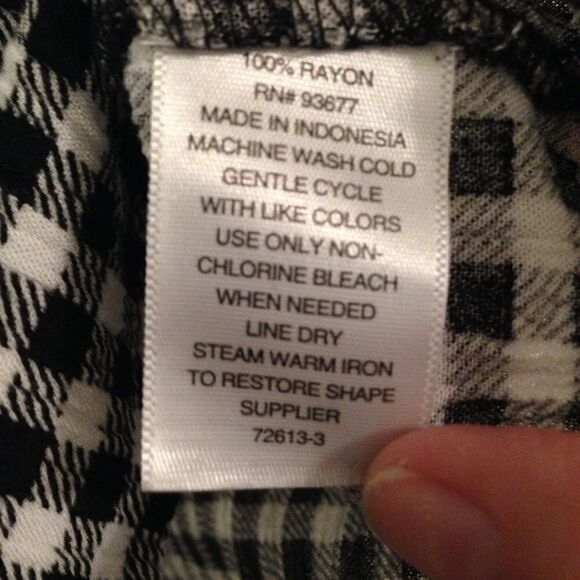 100% RAYON
RN# 93677
MADE IN INDONESIA
MACHINE WASH COLD
GENTLE CYCLE
WITH LIKE COLORS
USE ONLY NON-
CHLORINE BLEACH
WHEN NEEDED
LINE DRY
STEAM WARM IRON
TO RESTORE SHAPE
SUPPLIER
72613-3